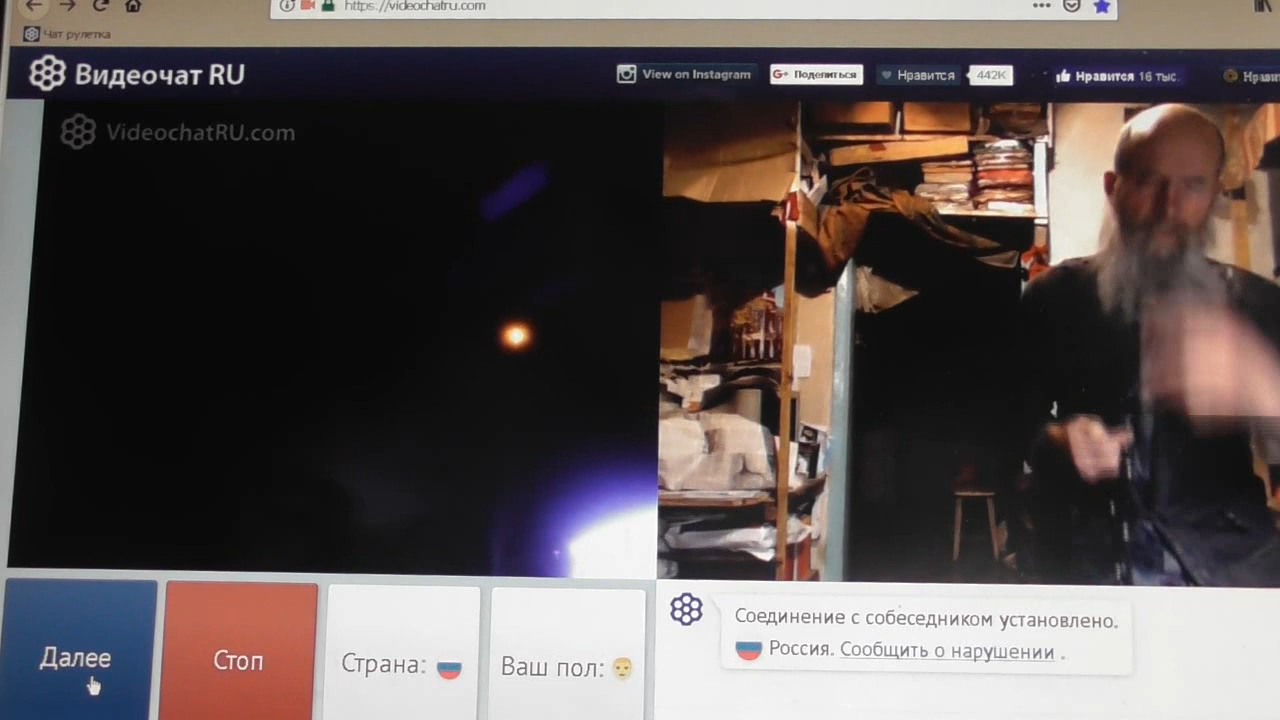 https://videochatru.com
Чат рулетка
Видеочат RU
View on Instagram
G+ Поделиться
Нравится
442K
Нравится 16 тыс.
VideochatRU.com
Далее
Стоп
Страна:
Ваш пол:
Соединение с собеседником установлено.
Россия. Сообщить о нарушении .